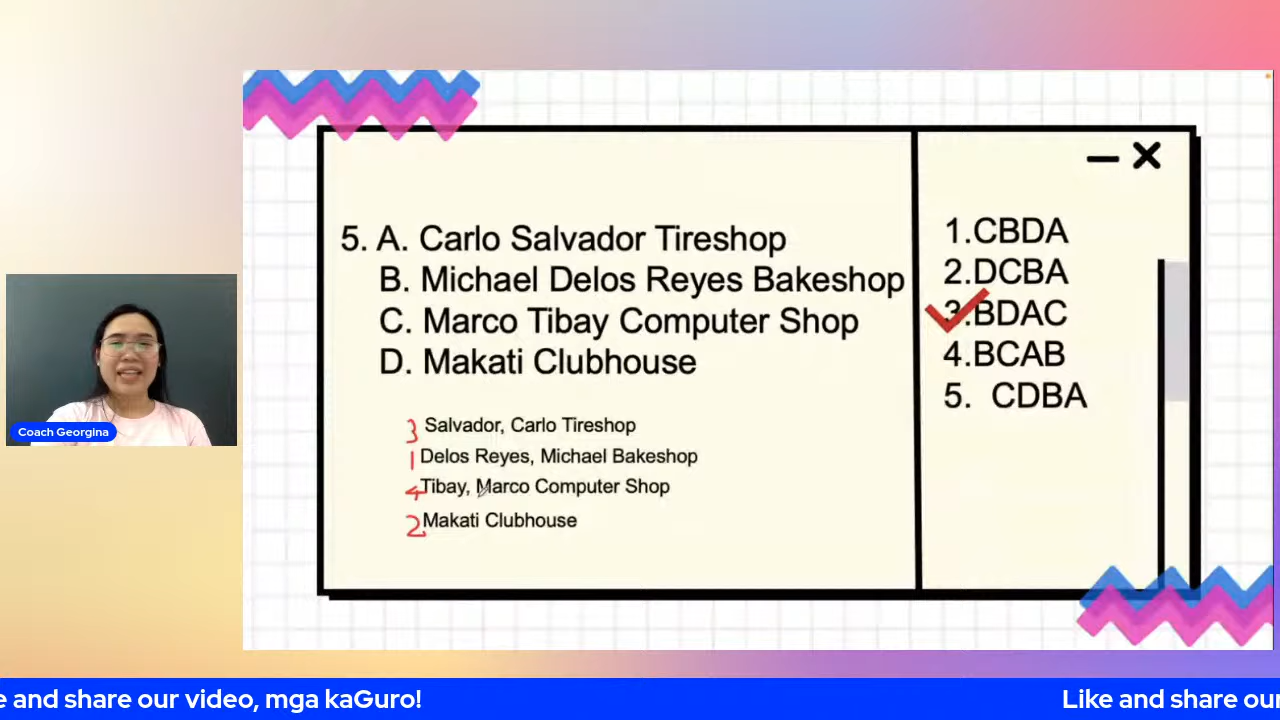 5. A. Carlo Salvador Tireshop
B. Michael Delos Reyes Bakeshop
C. Marco Tibay Computer Shop
D. Makati Clubhouse
3 Salvador, Carlo Tireshop
1 Delos Reyes, Michael Bakeshop
4 Tibay, Marco Computer Shop
2 Makati Clubhouse
1.CBDA
2.DCBA
3.BDAC
4.BCAB
5. CDBA
Coach Georgina
e and share our video, mga kaGuro! Like and share our